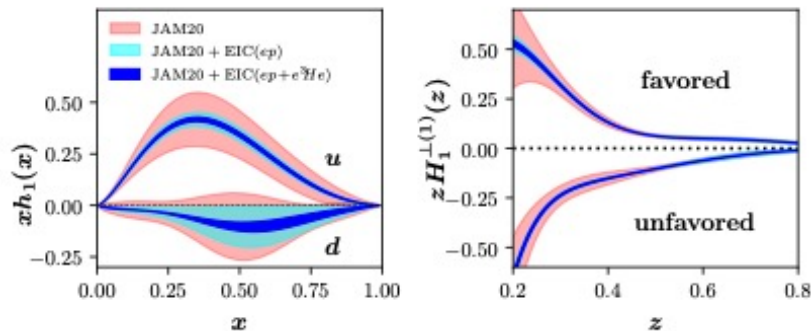 JAM20
JAM20 + EIC(ep)
JAM20 + EIC(ep+e³He)
xh₁(x)
0.50
0.25
0.00
−0.25
u
d
0.00 0.25 0.50 0.75 1.00
x
zH₁^⊥(1)(z)
0.50
0.25
0.00
−0.25
−0.50
favored
unfavored
0.2 0.4 0.6 0.8
z